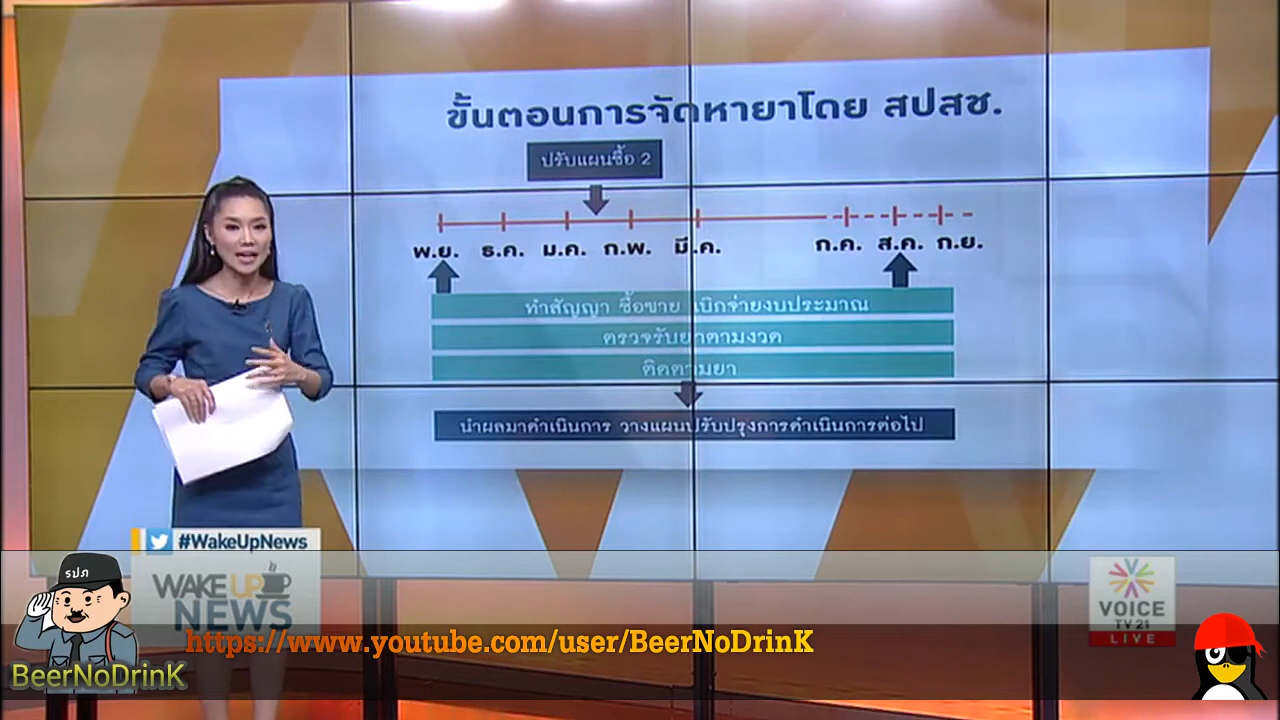 ขั้นตอนการจัดหายาโดย สปสช.
ปรับแผนซื้อ 2
พ.ย. ธ.ค. ม.ค. ก.พ. มี.ค. ก.ค. ส.ค. ก.ย.
ทำสัญญา ซื้อขาย เบิกจ่ายงบประมาณ
ตรวจรับยาตามงวด
ติดตามยา
นำผลมาดำเนินการ วางแผนปรับปรุงการดำเนินการต่อไป
#WakeUpNews
WAKE UP
NEWS
VOICE
TV 21
LIVE
รปภ
https://www.youtube.com/user/BeerNoDrinK
BeerNoDrinK